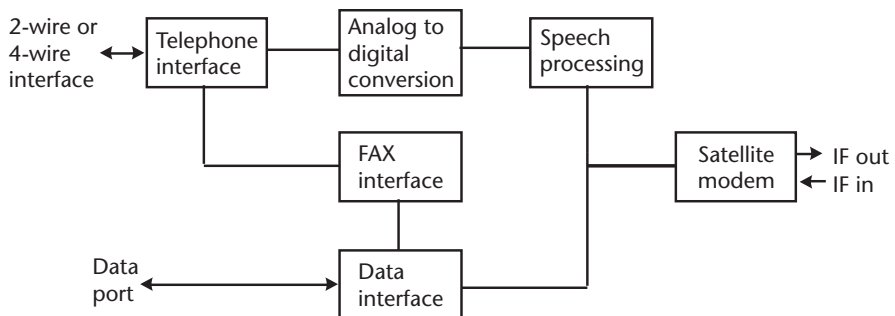 2-wire or
4-wire
interface
Telephone
interface
Analog to
digital
conversion
Speech
processing
FAX
interface
Satellite
modem
IF out
IF in
Data
port
Data
interface